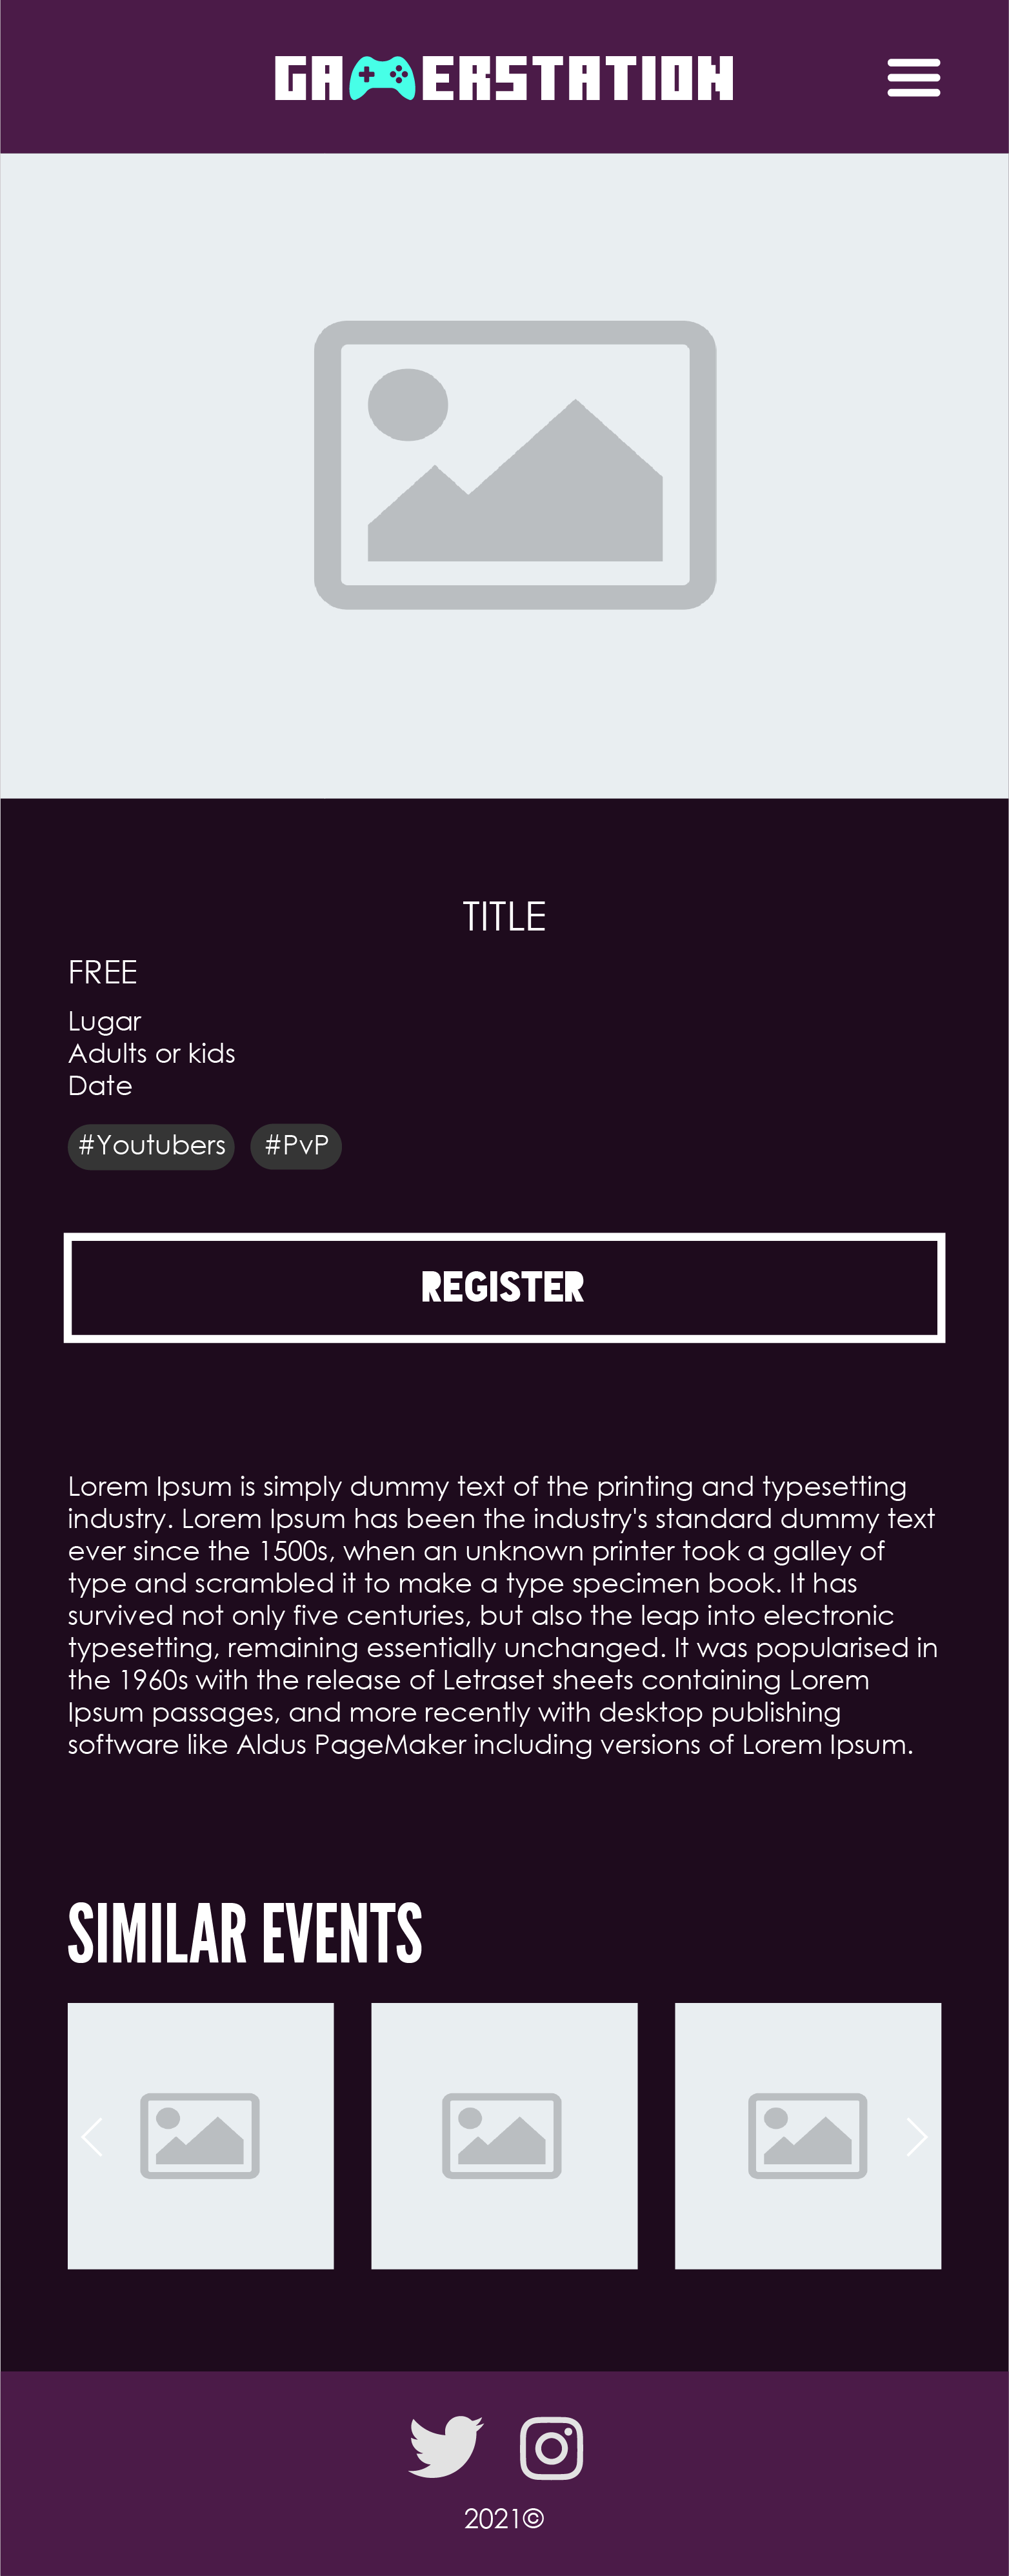 GAMERSTATION
TITLE
FREE
Lugar
Adults or kids
Date
#Youtubers #PvP
REGISTER
Lorem Ipsum is simply dummy text of the printing and typesetting
industry. Lorem Ipsum has been the industry's standard dummy text
ever since the 1500s, when an unknown printer took a galley of
type and scrambled it to make a type specimen book. It has
survived not only five centuries, but also the leap into electronic
typesetting, remaining essentially unchanged. It was popularised in
the 1960s with the release of Letraset sheets containing Lorem
Ipsum passages, and more recently with desktop publishing
software like Aldus PageMaker including versions of Lorem Ipsum.
SIMILAR EVENTS
2021©